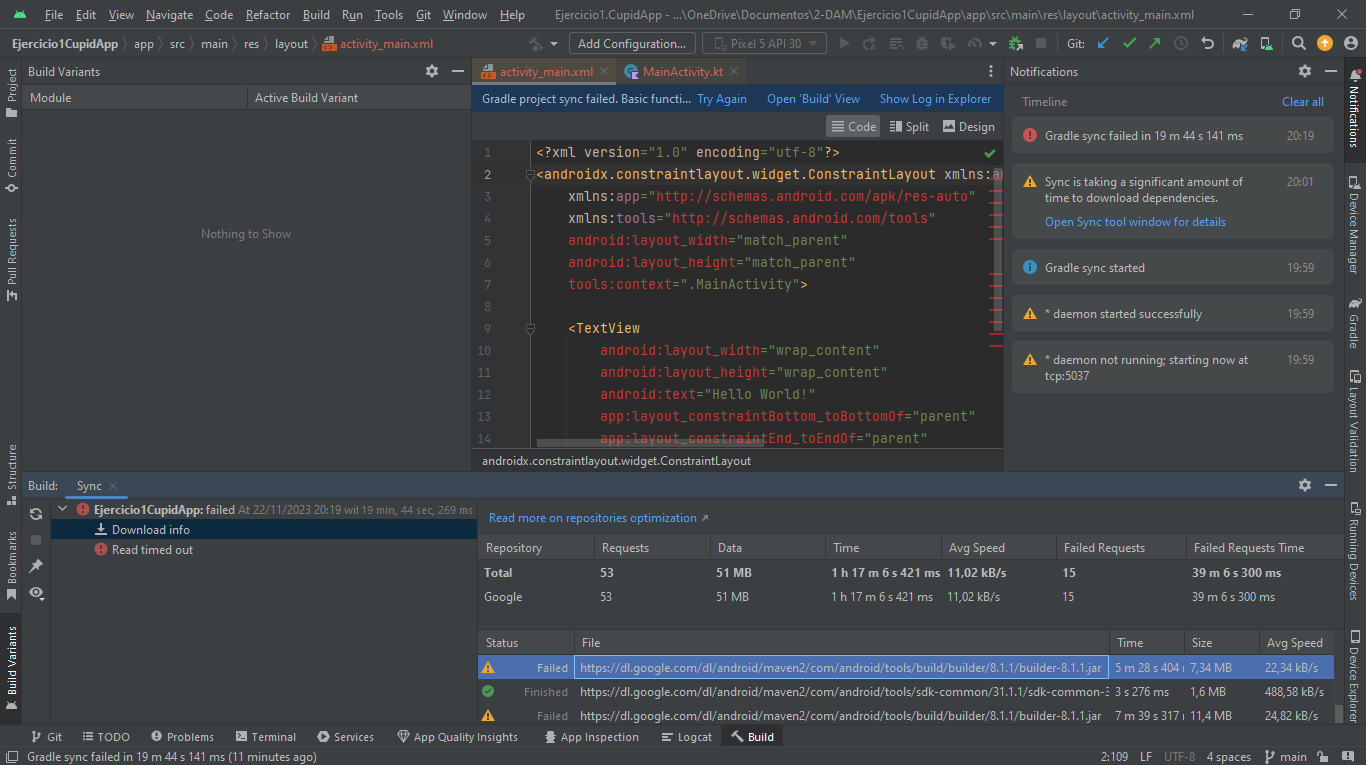 File Edit View Navigate Code Refactor Build Run Tools Git Window Help Ejercicio1.CupidApp - ...\OneDrive\Documentos\2-DAM\Ejercicio1CupidApp\app\src\main\res\layout\activity_main.xml
Ejercicio1CupidApp app src main res layout activity_main.xml Add Configuration... Pixel 5 API 30 Git:
Project
Commit
Pull Requests
Structure
Bookmarks
Build Variants
Build Variants
Module Active Build Variant
Nothing to Show
activity_main.xml MainActivity.kt
Gradle project sync failed. Basic functi... Try Again Open 'Build' View Show Log in Explorer
Code Split Design
1 <?xml version="1.0" encoding="utf-8"?>
2 <androidx.constraintlayout.widget.ConstraintLayout xmlns:an
3 xmlns:app="http://schemas.android.com/apk/res-auto"
4 xmlns:tools="http://schemas.android.com/tools"
5 android:layout_width="match_parent"
6 android:layout_height="match_parent"
7 tools:context=".MainActivity">
8
9 <TextView
10 android:layout_width="wrap_content"
11 android:layout_height="wrap_content"
12 android:text="Hello World!"
13 app:layout_constraintBottom_toBottomOf="parent"
14 app:layout_constraintEnd_toEndOf="parent"
androidx.constraintlayout.widget.ConstraintLayout
Notifications
Timeline Clear all
Gradle sync failed in 19 m 44 s 141 ms 20:19
Sync is taking a significant amount of 20:01
time to download dependencies.
Open Sync tool window for details
Gradle sync started 19:59
* daemon started successfully 19:59
* daemon not running; starting now at 19:59
tcp:5037
Notifications
Device Manager
Gradle
Layout Validation
Running Devices
Device Explorer
Build: Sync
Ejercicio1CupidApp: failed At 22/11/2023 20:19 wit 19 min, 44 sec, 269 ms
Download info
Read timed out
Read more on repositories optimization
Repository Requests Data Time Avg Speed Failed Requests Failed Requests Time
Total 53 51 MB 1 h 17 m 6 s 421 ms 11,02 kB/s 15 39 m 6 s 300 ms
Google 53 51 MB 1 h 17 m 6 s 421 ms 11,02 kB/s 15 39 m 6 s 300 ms
Status File Time Size Avg Speed
Failed https://dl.google.com/dl/android/maven2/com/android/tools/build/builder/8.1.1/builder-8.1.1.jar 5 m 28 s 404 7,34 MB 22,34 kB/s
Finished https://dl.google.com/dl/android/maven2/com/android/tools/sdk-common/31.1.1/sdk-common-3 3 s 276 ms 1,6 MB 488,58 kB/s
Failed https://dl.google.com/dl/android/maven2/com/android/tools/build/builder/8.1.1/builder-8.1.1.jar 7 m 39 s 317 11,4 MB 24,82 kB/s
Git TODO Problems Terminal Services App Quality Insights App Inspection Logcat Build
Gradle sync failed in 19 m 44 s 141 ms (11 minutes ago) 2:109 LF UTF-8 4 spaces main